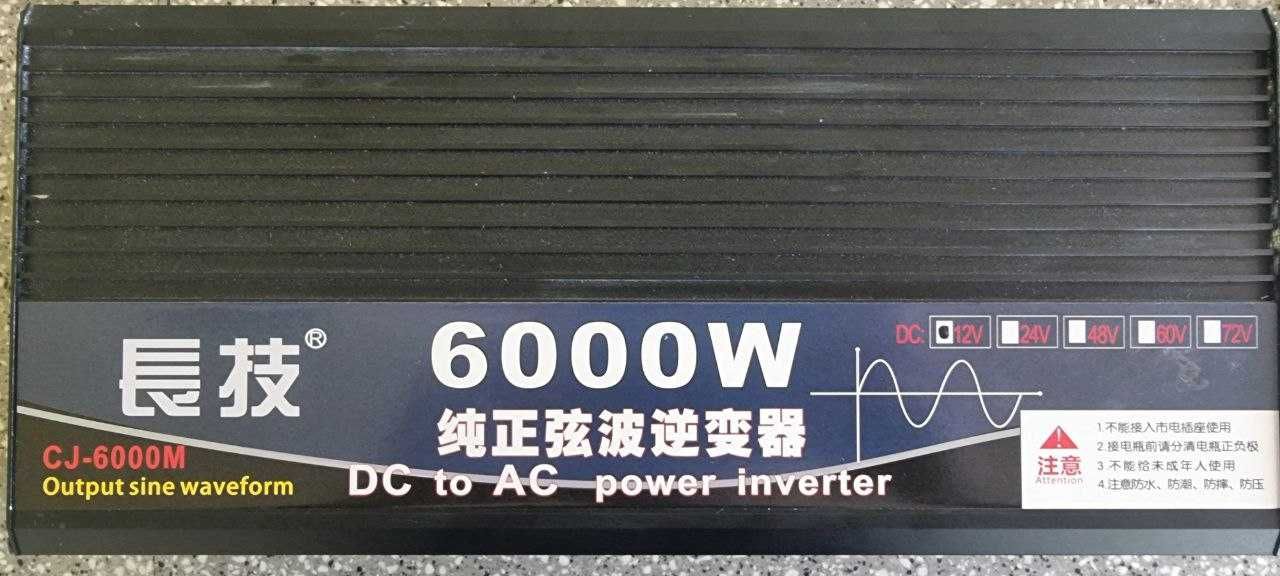 長技®
6000W
DC: 12V 24V 48V 60V 72V
纯正弦波逆变器
CJ-6000M
Output sine waveform
DC to AC power inverter
注意
Attention
1.不能接入市电插座使用
2.接电瓶前请分清电瓶正负极
3.不能给未成年人使用
4.注意防水、防潮、防摔、防压